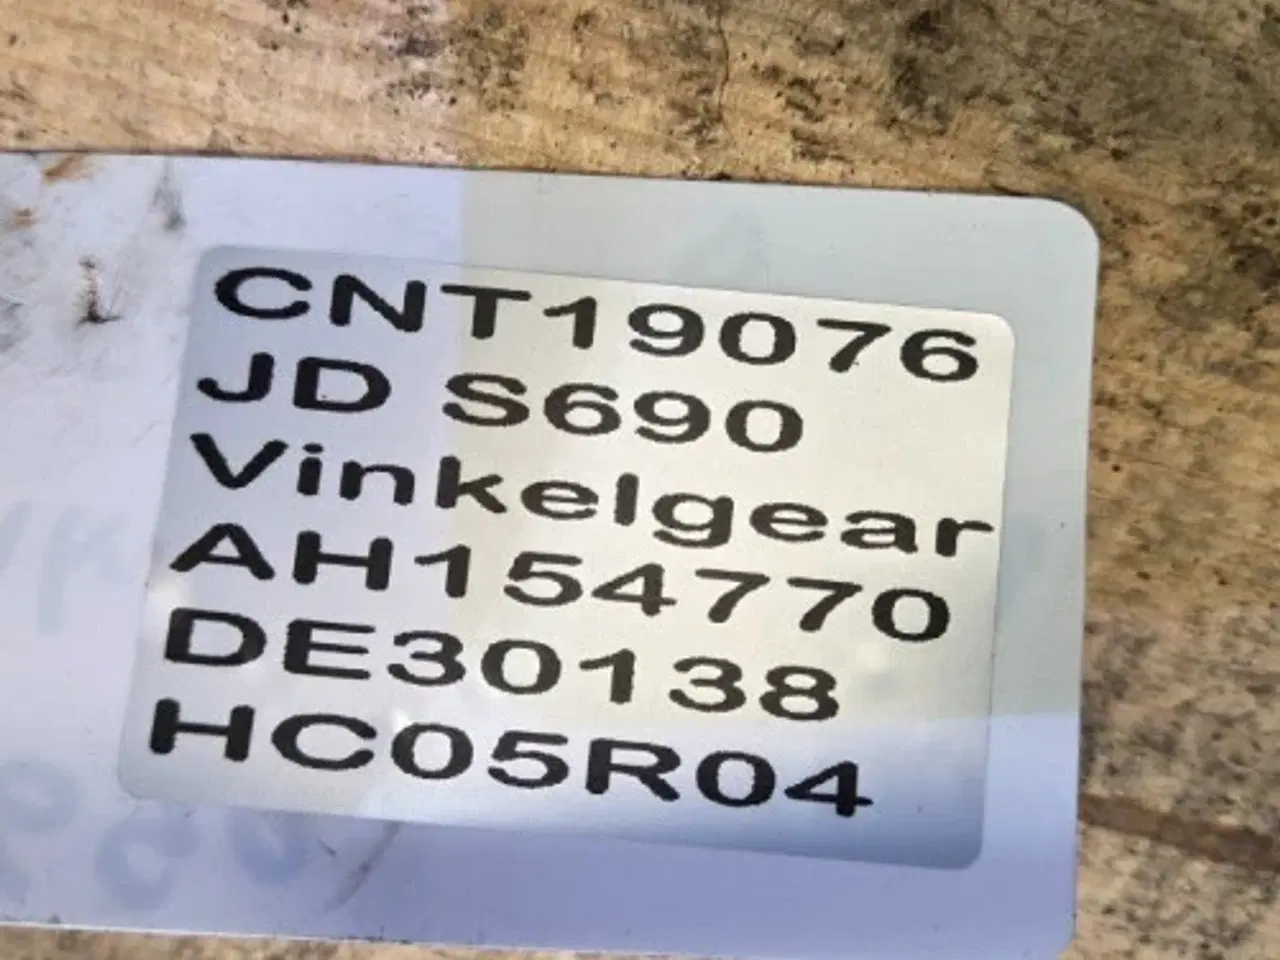 CNT19076
JD S690
Vinkelgear
AH154770
DE30138
HC05R04